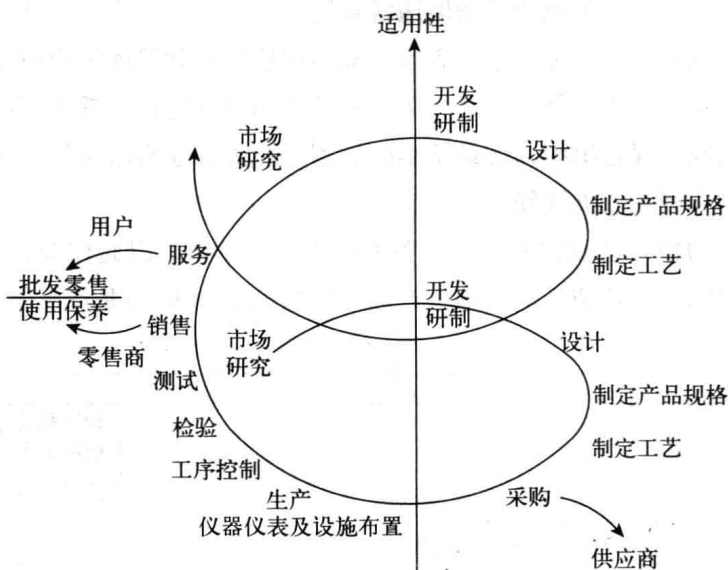 适用性
开发
研制
市场
研究
设计
制定产品规格
用户
服务
制定工艺
批发零售
使用保养
开发
研制
销售
市场
研究
设计
零售商
测试
制定产品规格
检验
制定工艺
工序控制
生产
采购
仪器仪表及设施布置
供应商